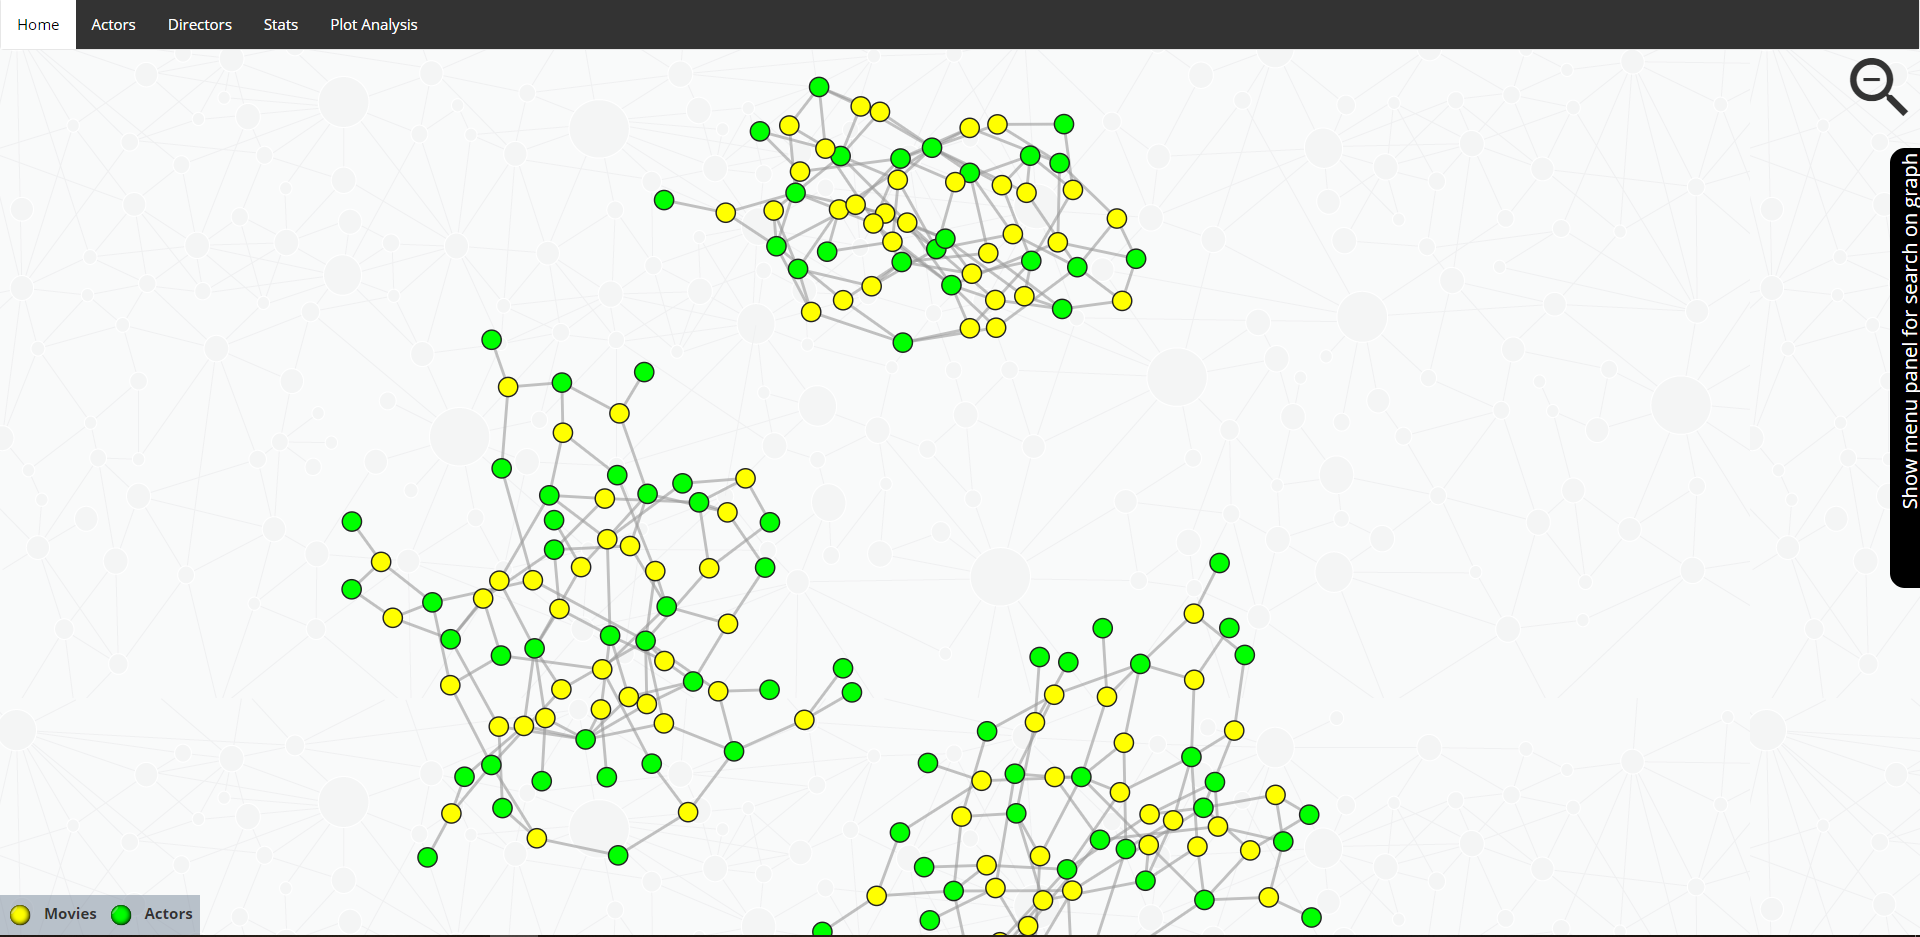 Home Actors Directors Stats Plot Analysis
Show menu panel for search on graph
Movies Actors